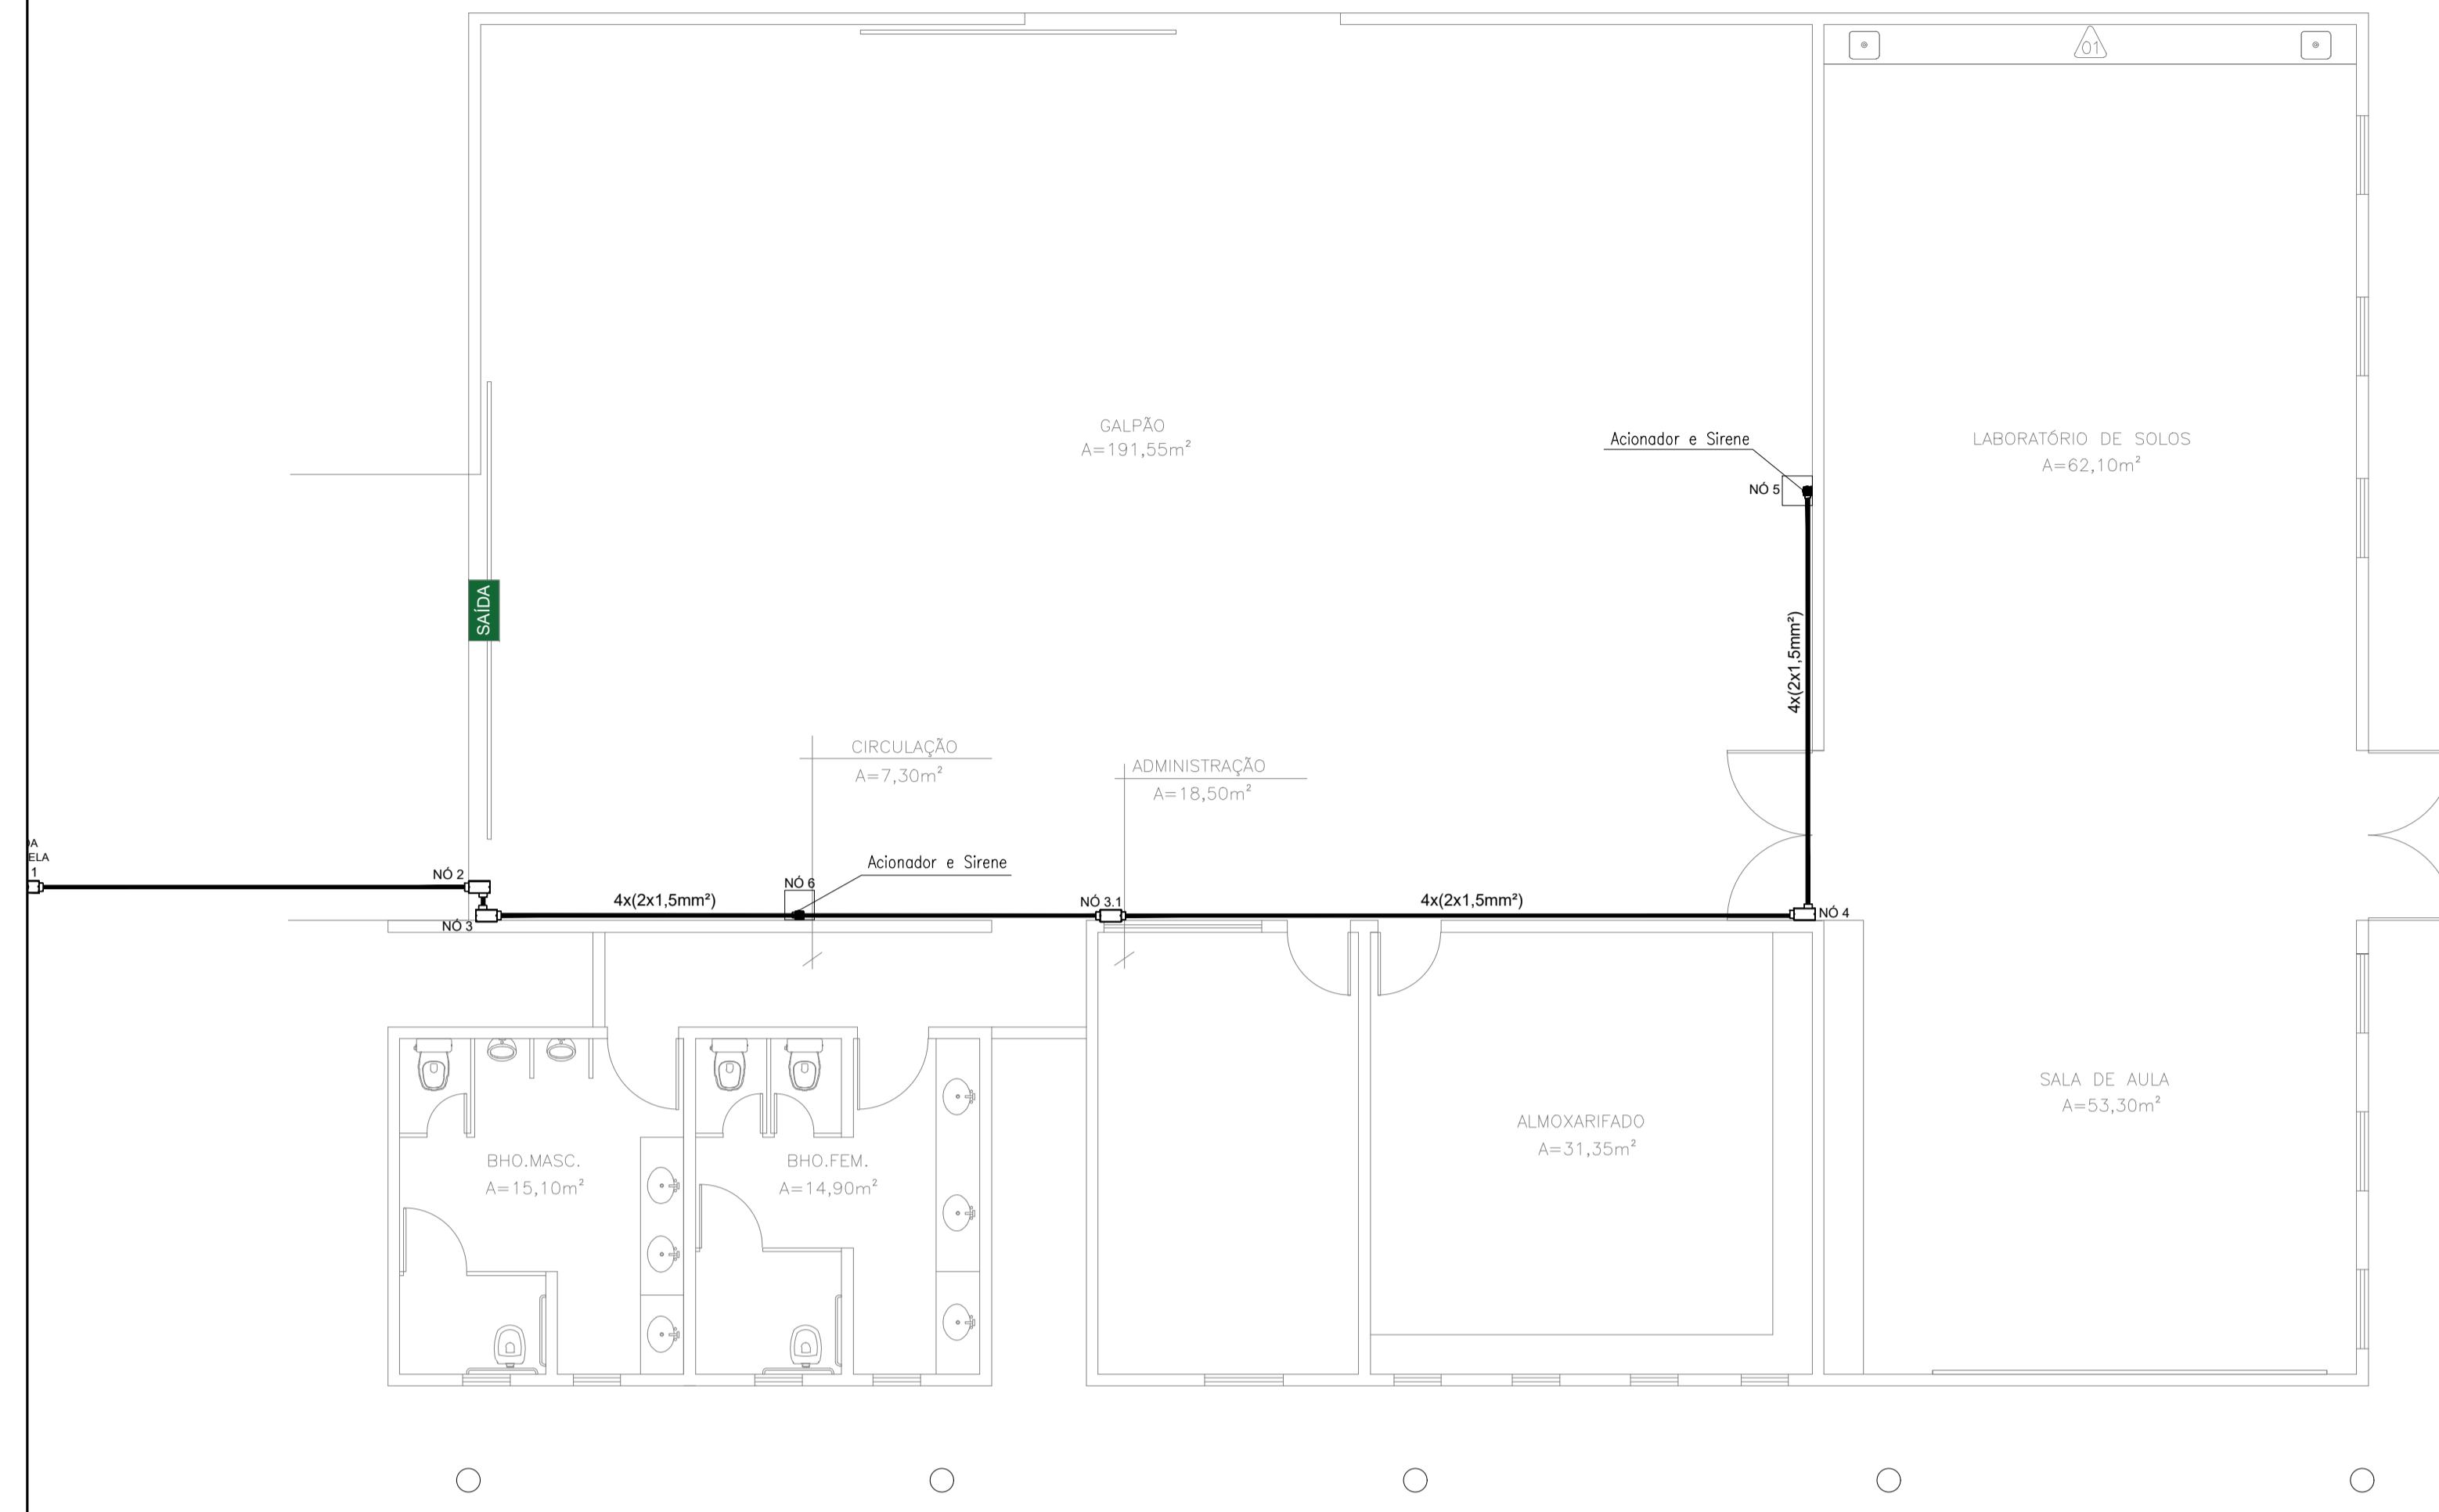 01
GALPÃO
A=191,55m²
Acionador e Sirene
LABORATÓRIO DE SOLOS
A=62,10m²
NÓ 5
SAÍDA
4x(2x1,5mm²)
CIRCULAÇÃO
A=7,30m²
ADMINISTRAÇÃO
A=18,50m²
Acionador e Sirene
ELA
1
NÓ 2
NÓ 6
4x(2x1,5mm²)
NÓ 3.1
4x(2x1,5mm²)
NÓ 4
NÓ 3
SALA DE AULA
A=53,30m²
ALMOXARIFADO
A=31,35m²
BHO.MASC.
A=15,10m²
BHO.FEM.
A=14,90m²